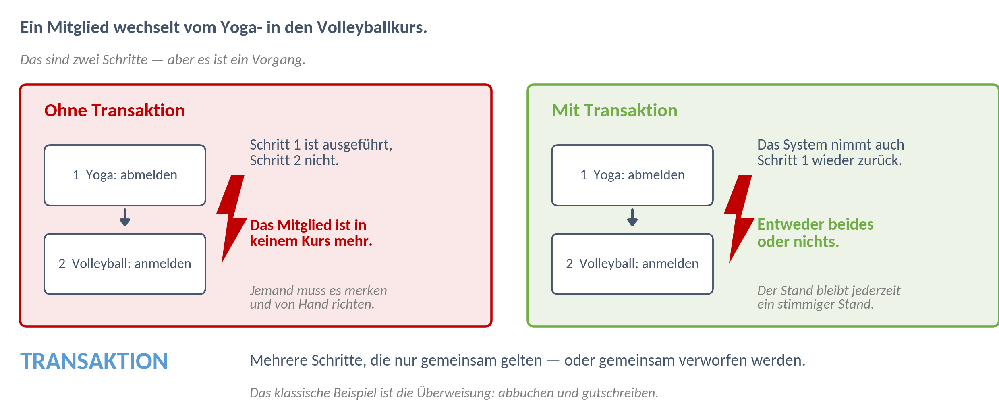 Ein Mitglied wechselt vom Yoga- in den Volleyballkurs.
Das sind zwei Schritte — aber es ist ein Vorgang.
Ohne Transaktion
1 Yoga: abmelden
2 Volleyball: anmelden
Schritt 1 ist ausgeführt,
Schritt 2 nicht.
Das Mitglied ist in
keinem Kurs mehr.
Jemand muss es merken
und von Hand richten.
Mit Transaktion
1 Yoga: abmelden
2 Volleyball: anmelden
Das System nimmt auch
Schritt 1 wieder zurück.
Entweder beides
oder nichts.
Der Stand bleibt jederzeit
ein stimmiger Stand.
TRANSAKTION
Mehrere Schritte, die nur gemeinsam gelten — oder gemeinsam verworfen werden.
Das klassische Beispiel ist die Überweisung: abbuchen und gutschreiben.